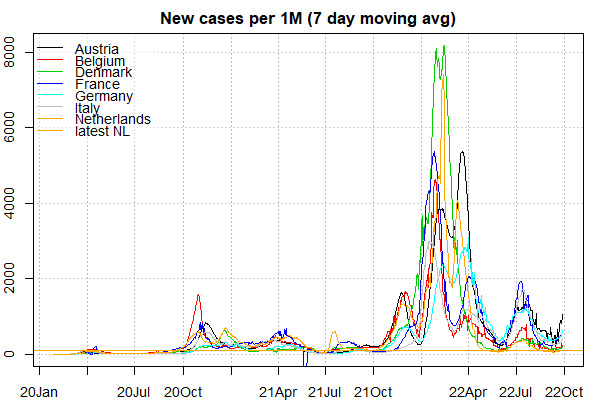 New cases per 1M (7 day moving avg)
8000
6000
4000
2000
0
Austria
Belgium
Denmark
France
Germany
Italy
Netherlands
latest NL
20Jan 20Jul 20Oct 21Apr 21Jul 21Oct 22Apr 22Jul 22Oct